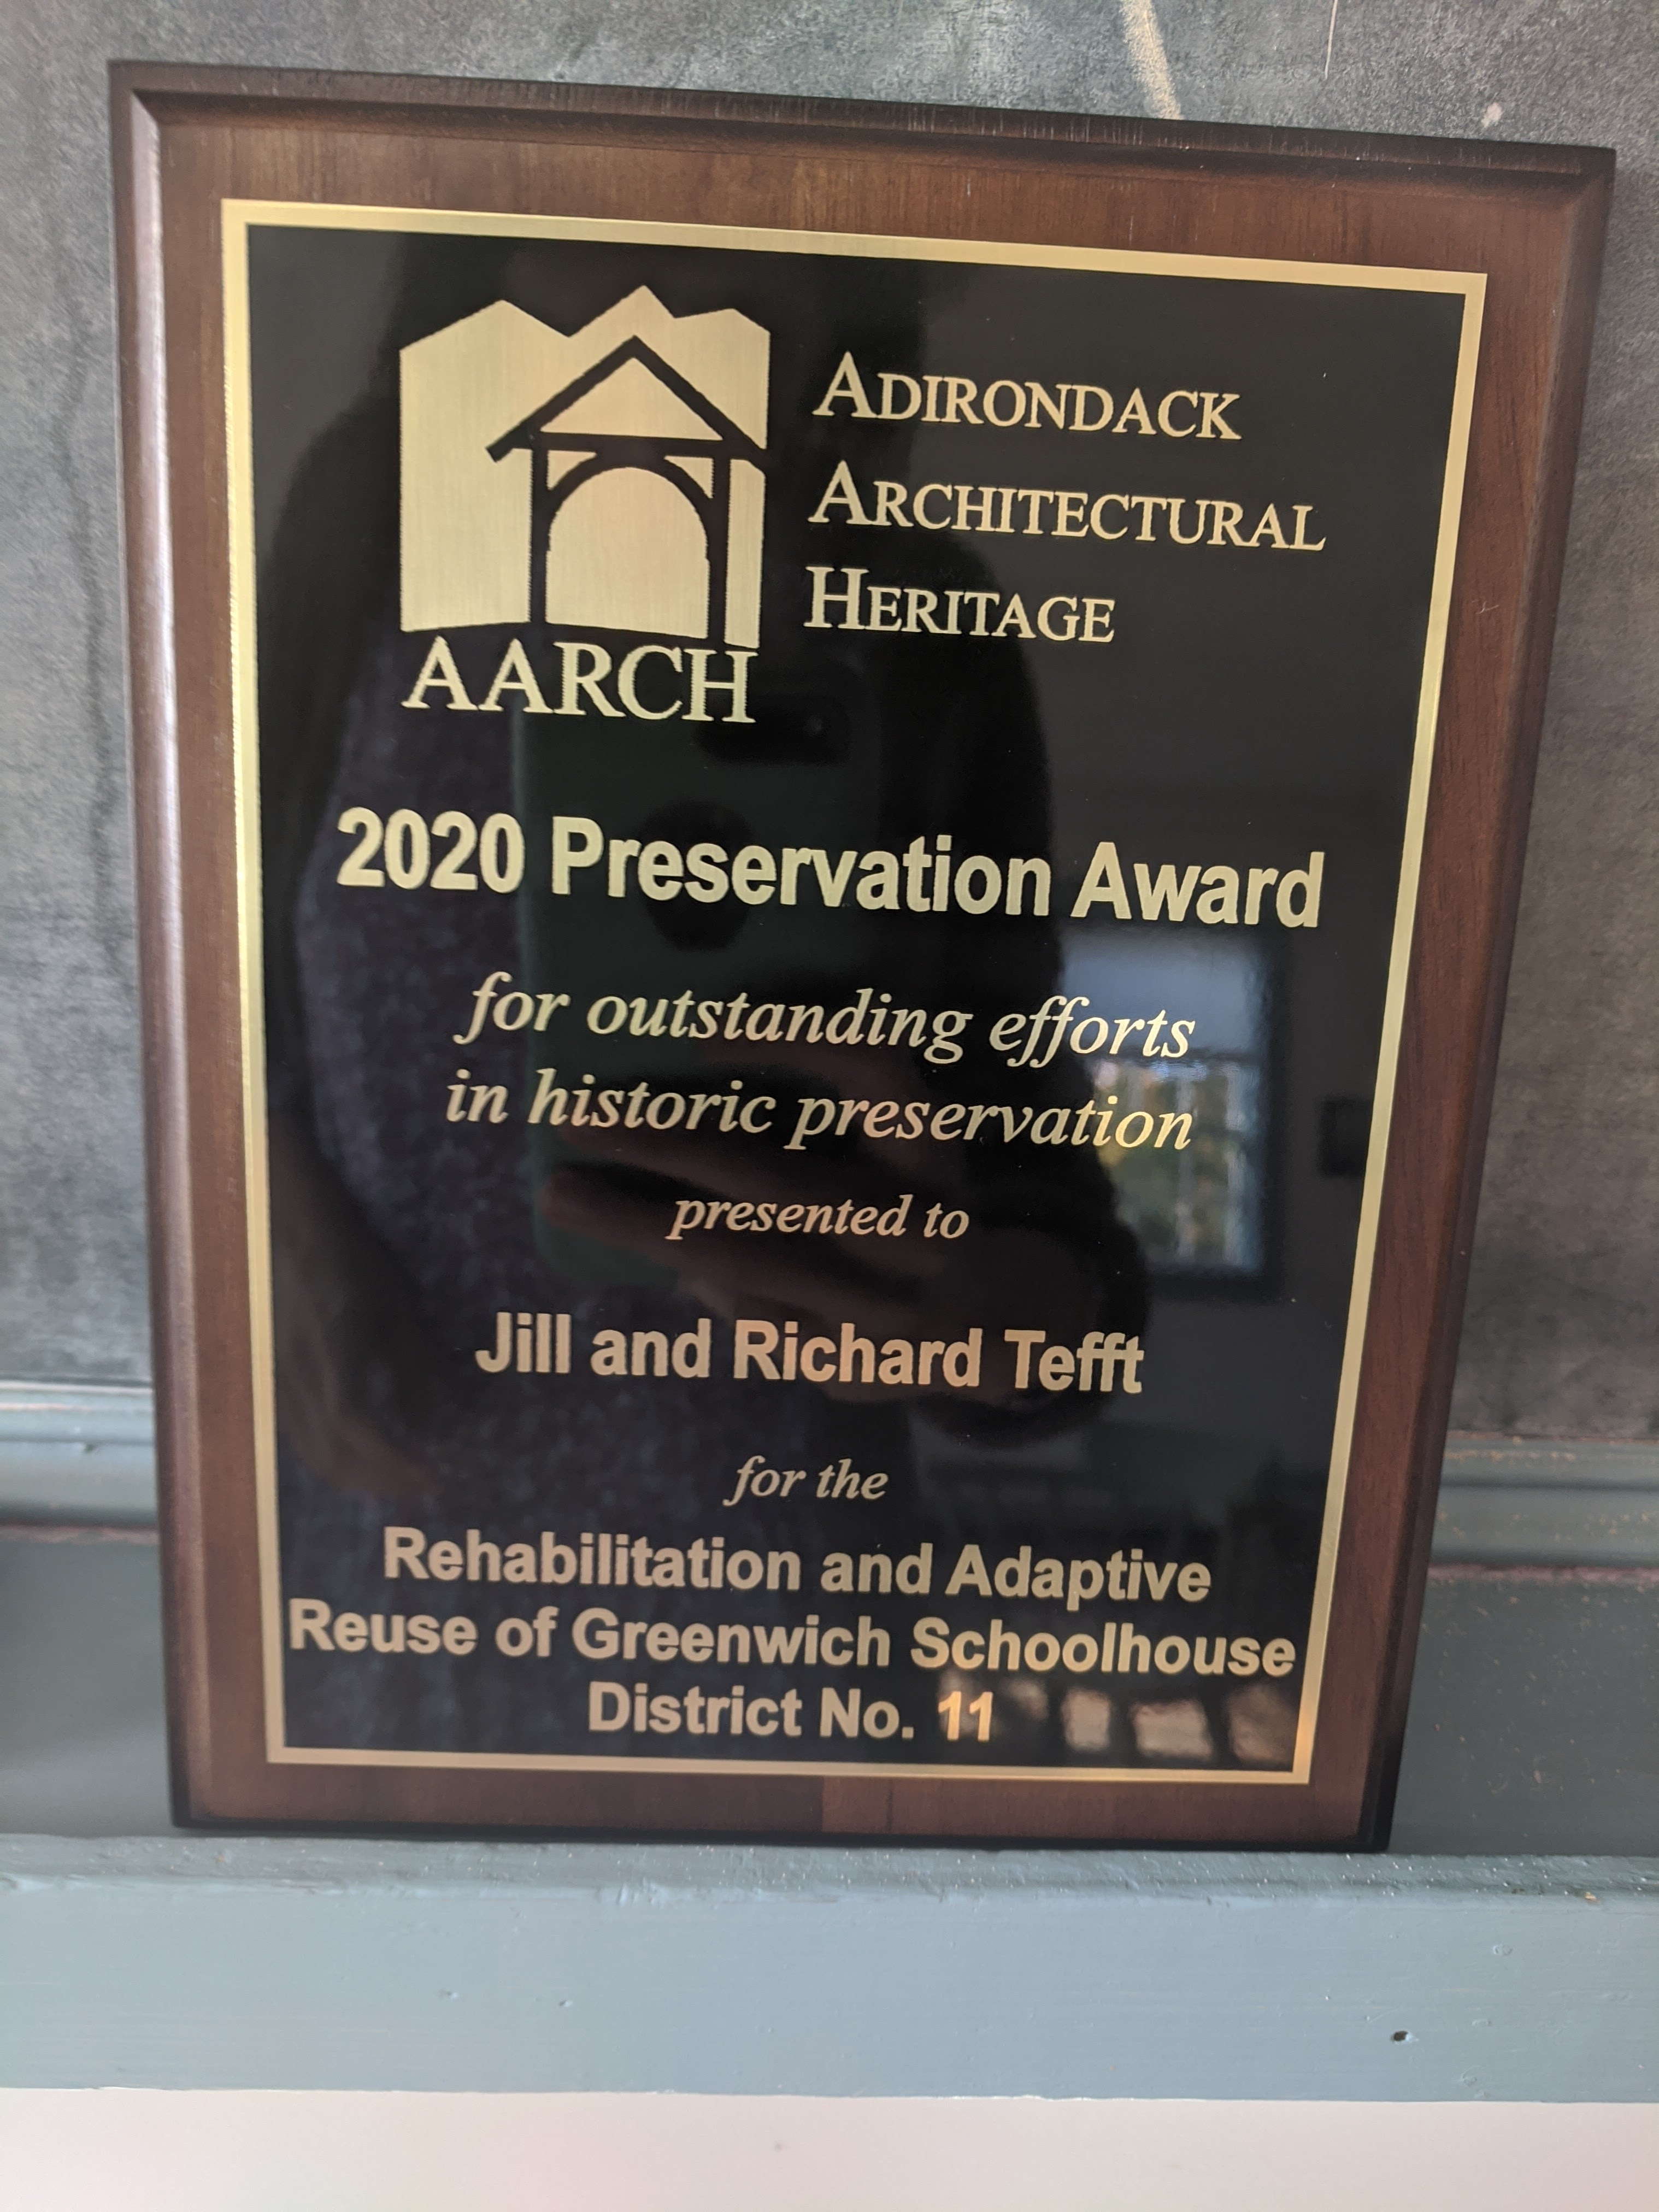 AARCH
ADIRONDACK
ARCHITECTURAL
HERITAGE
2020 Preservation Award
for outstanding efforts
in historic preservation
presented to
Jill and Richard Tefft
for the
Rehabilitation and Adaptive
Reuse of Greenwich Schoolhouse
District No. 11